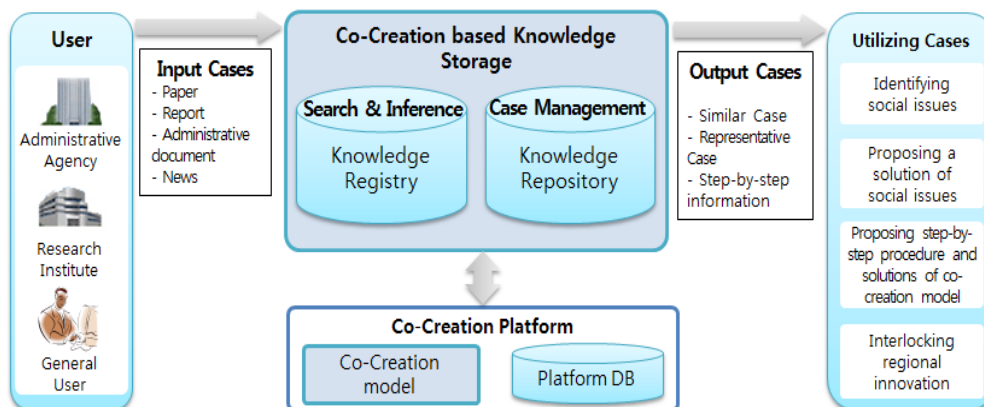 User
Administrative
Agency
Research
Institute
General
User
Input Cases
- Paper
- Report
- Administrative
document
- News
Co-Creation based Knowledge
Storage
Search & Inference
Knowledge
Registry
Case Management
Knowledge
Repository
Co-Creation Platform
Co-Creation
model
Platform DB
Output Cases
- Similar Case
- Representative
Case
- Step-by-step
information
Utilizing Cases
Identifying
social issues
Proposing a
solution of
social issues
Proposing step-by-
step procedure and
solutions of co-
creation model
Interlocking
regional
innovation